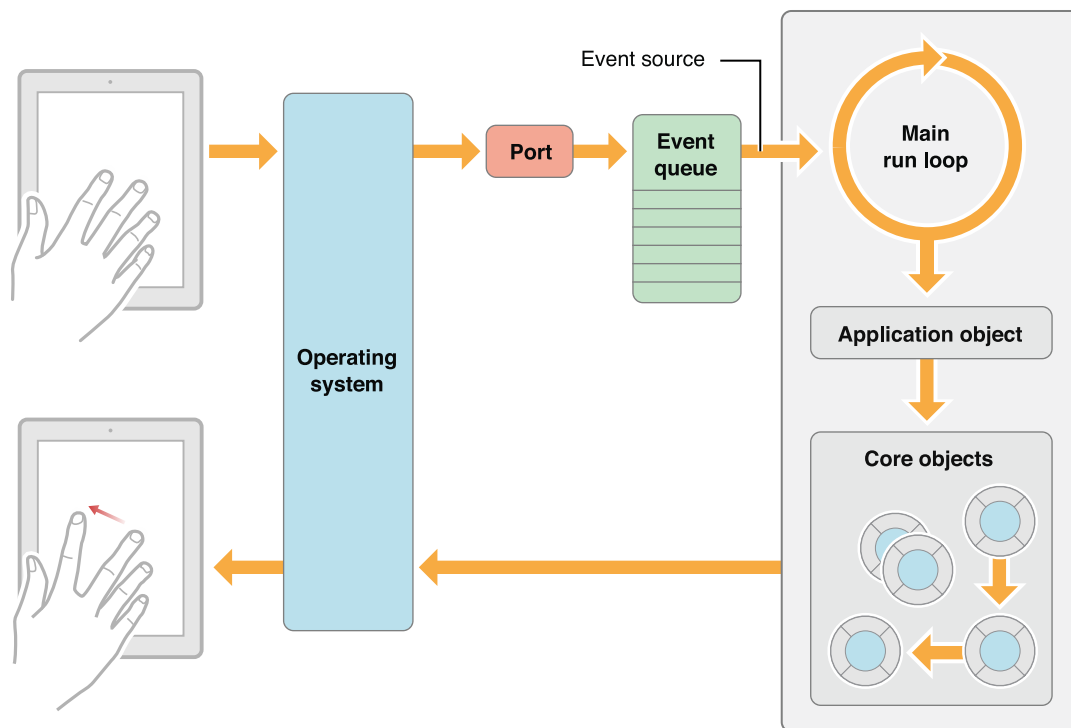 Event source
Port
Event
queue
Main
run loop
Application object
Operating
system
Core objects